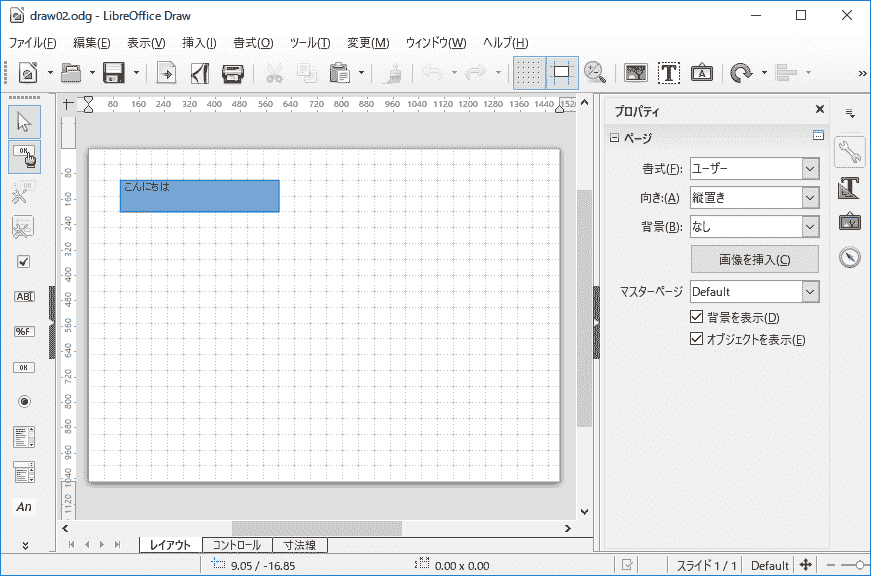 draw02.odg - LibreOffice Draw
ファイル(F) 編集(E) 表示(V) 挿入(I) 書式(O) ツール(T) 変更(M) ウィンドウ(W) ヘルプ(H)
T A »
80 160 240 320 400 480 560 640 720 800 880 960 1040 1120 1200 1280 1360 1440 1520
プロパティ
ページ
書式(F): ユーザー
向き:(A) 縦置き
背景(B): なし
画像を挿入(C)
マスターページ Default
背景を表示(D)
オブジェクトを表示(E)
OK
OK
AB
%F
OK
An
80
160
240
320
400
480
560
640
720
800
880
960
1040
1120
こんにちは
レイアウト コントロール 寸法線
9.05 / -16.85 0.00 x 0.00 スライド 1 / 1 Default